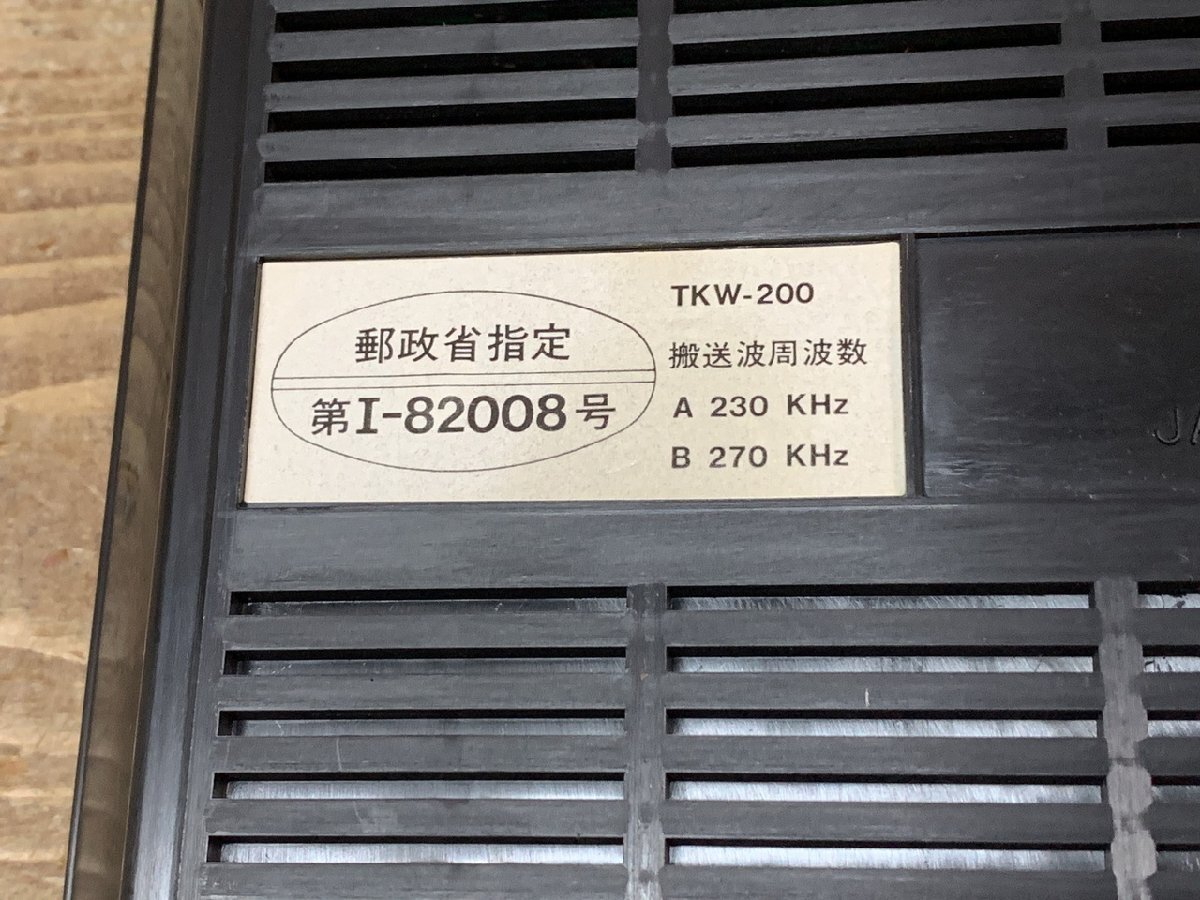 郵政省指定
第I-82008号
TKW-200
搬送波周波数
A 230 KHz
B 270 KHz